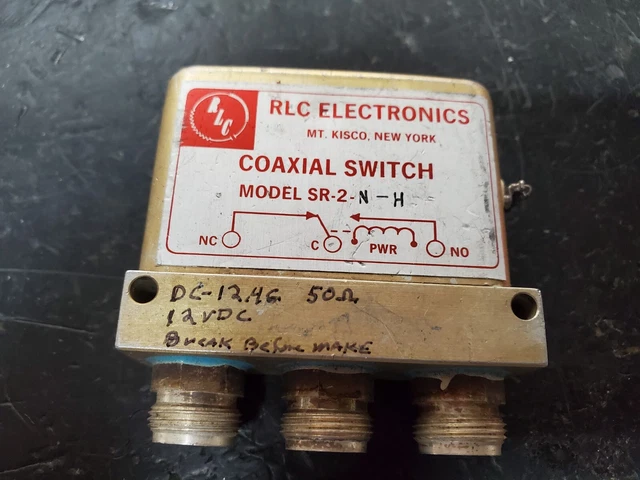 RLC
RLC ELECTRONICS
MT. KISCO, NEW YORK
COAXIAL SWITCH
MODEL SR-2-N-H
NC
C
PWR
NO
DC-12.4G 50Ω
12VDC
Break Before MAKE